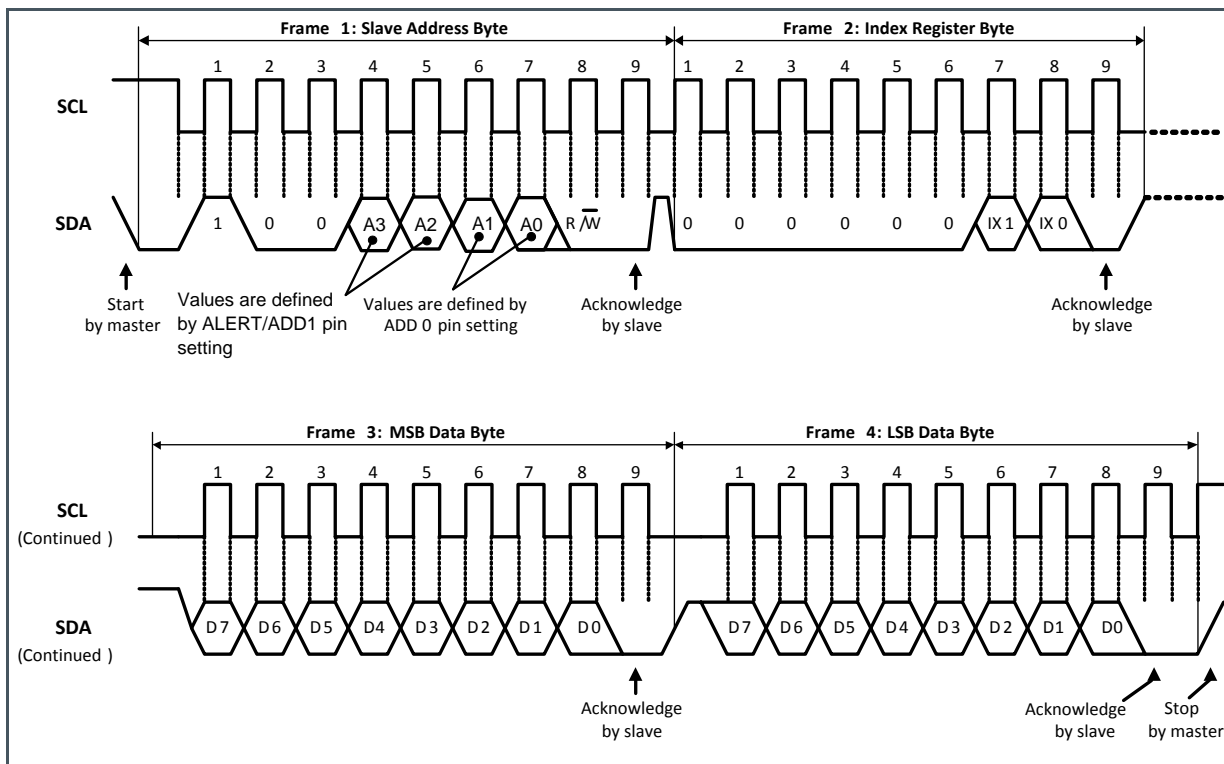 Frame 1: Slave Address Byte Frame 2: Index Register Byte
1 2 3 4 5 6 7 8 9 1 2 3 4 5 6 7 8 9
SCL
SDA 1 0 0 A3 A2 A1 A0 R/W̅ 0 0 0 0 0 0 IX 1 IX 0
Start
by master
Values are defined
by ALERT/ADD1 pin
setting
Values are defined by
ADD 0 pin setting
Acknowledge
by slave
Acknowledge
by slave
Frame 3: MSB Data Byte Frame 4: LSB Data Byte
1 2 3 4 5 6 7 8 9 1 2 3 4 5 6 7 8 9
SCL
(Continued )
SDA D7 D6 D5 D4 D3 D2 D1 D0 D7 D6 D5 D4 D3 D2 D1 D0
(Continued )
Acknowledge
by slave
Acknowledge
by slave
Stop
by master